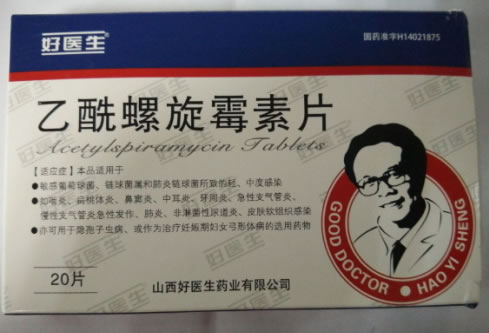 好医生
国药准字H14021875
乙酰螺旋霉素片
Acetylspiramycin Tablets
【适应症】本品适用于
●敏感葡萄球菌、链球菌属和肺炎链球菌所致的轻、中度感染
●如咽炎、扁桃体炎、鼻窦炎、中耳炎、牙周炎、急性支气管炎、
慢性支气管炎急性发作、肺炎、非淋菌性尿道炎、皮肤软组织感染
●亦可用于隐孢子虫病、或作为治疗妊娠期妇女弓形体病的选用药物
GOOD DOCTOR · HAO YI SHENG
20片
山西好医生药业有限公司